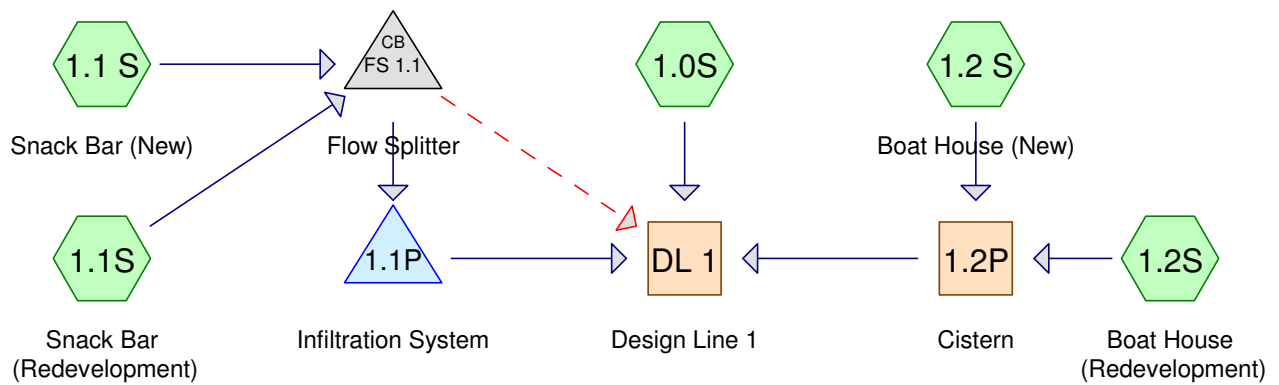 1.1 S
CB
FS 1.1
1.0S
1.2 S
Snack Bar (New)
Flow Splitter
Boat House (New)
1.1S
1.1P
DL 1
1.2P
1.2S
Snack Bar
(Redevelopment)
Infiltration System
Design Line 1
Cistern
Boat House
(Redevelopment)